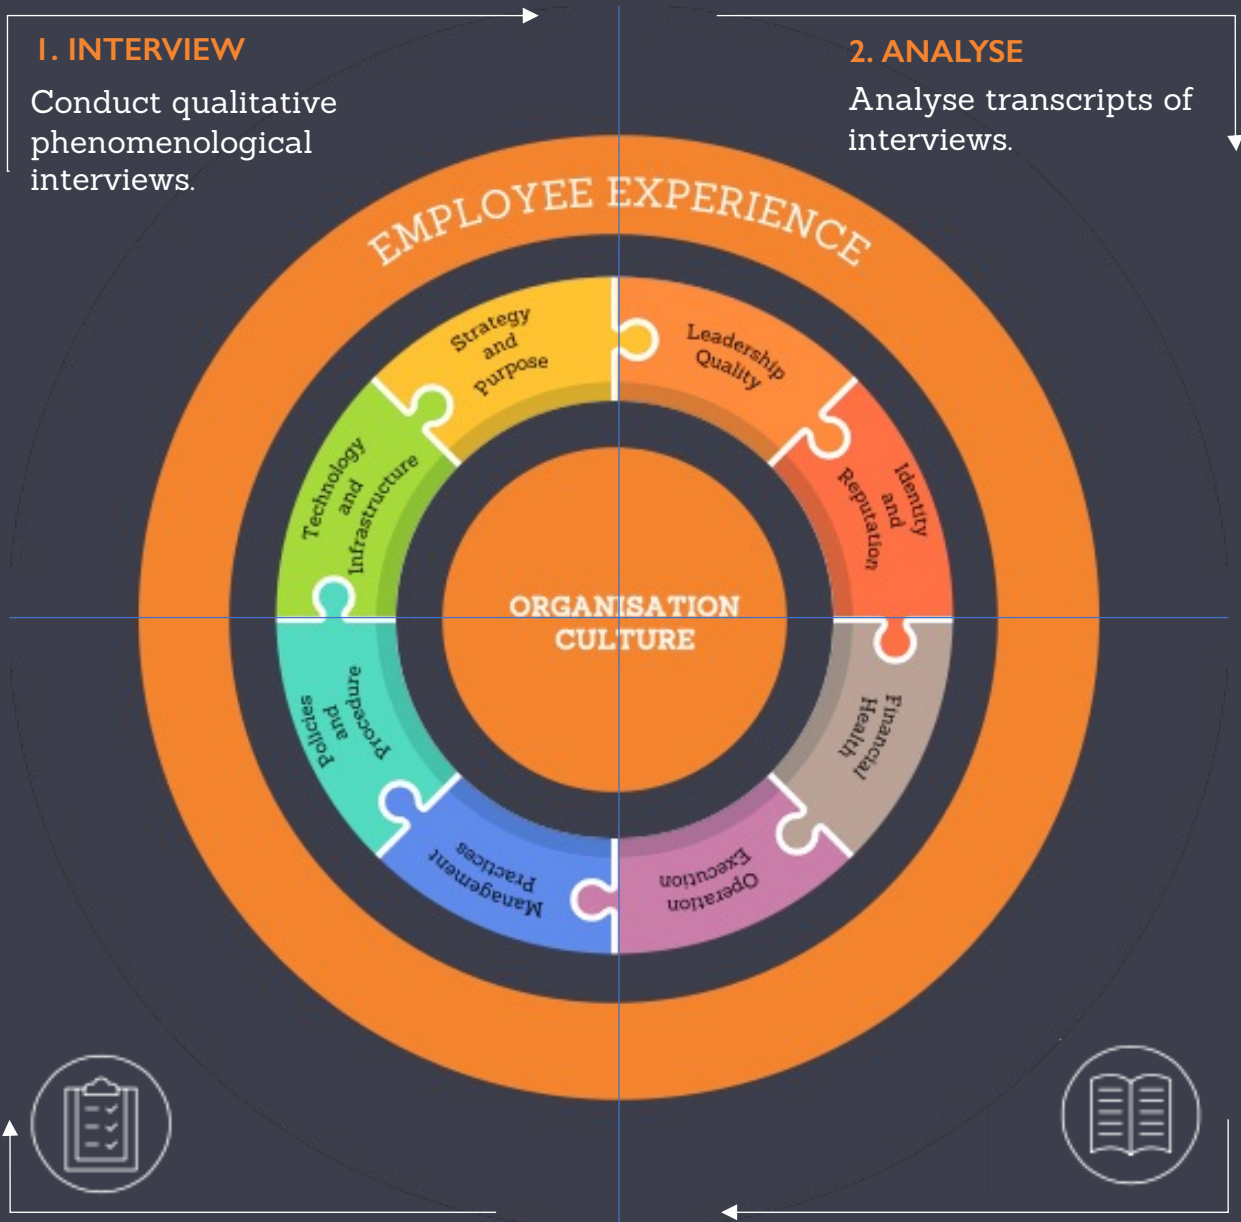 1. INTERVIEW
Conduct qualitative
phenomenological
interviews.
2. ANALYSE
Analyse transcripts of
interviews.
EMPLOYEE EXPERIENCE
Strategy
and
Purpose
Leadership
Quality
Identity
and
Reputation
Financial
Health
Operation
Execution
Management
Practices
Policies
and
Procedure
Technology
and
Infrastructure
ORGANISATION
CULTURE